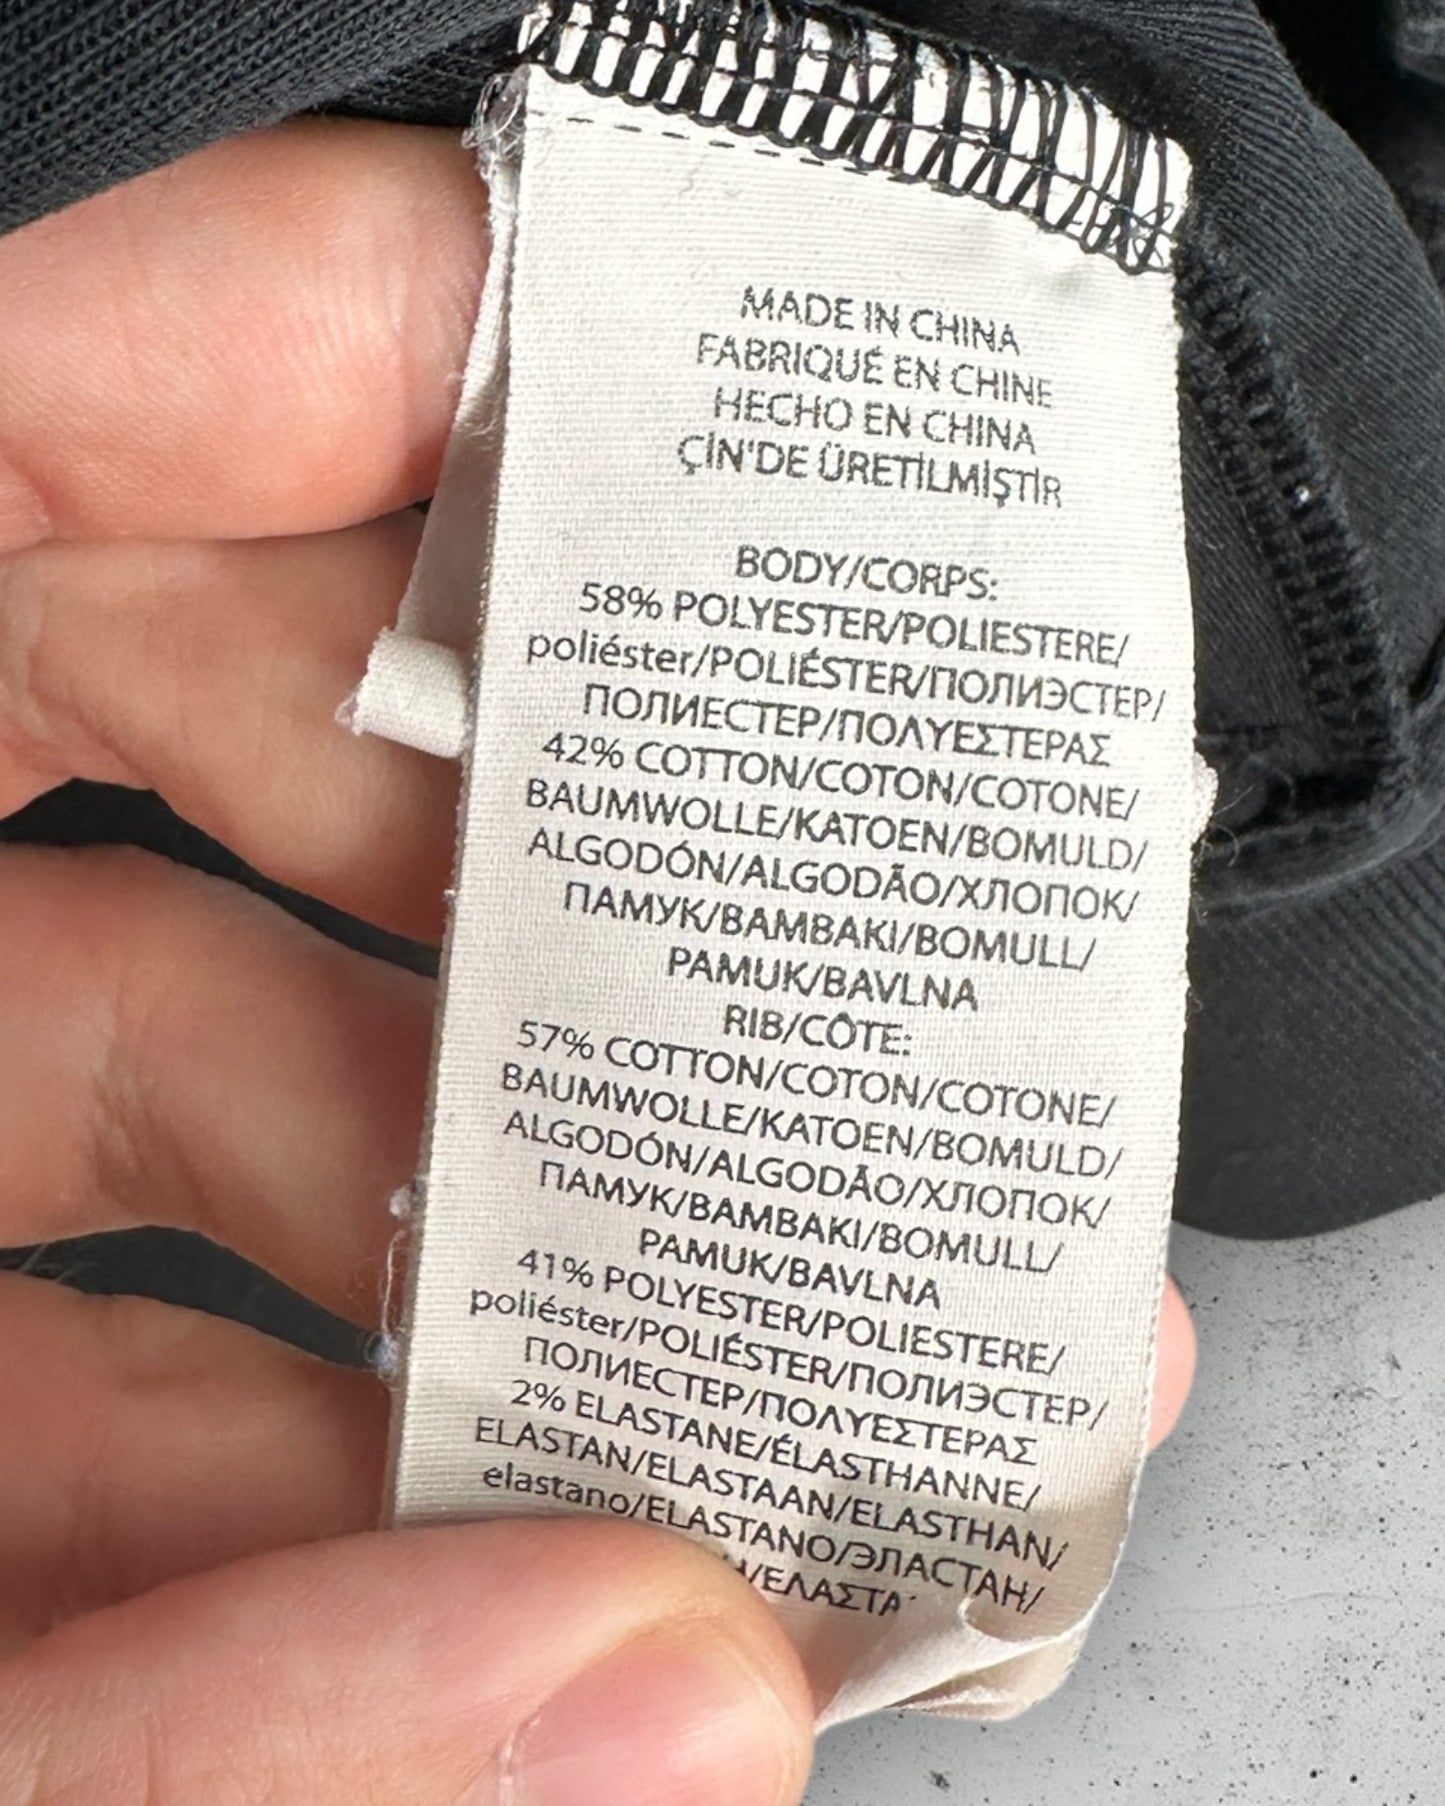 MADE IN CHINA
FABRIQUÉ EN CHINE
HECHO EN CHINA
ÇİN'DE ÜRETİLMİŞTİR
BODY/CORPS:
58% POLYESTER/POLIESTERE/
poliéster/POLIÉSTER/ПОЛИЭСТЕР/
ПОЛИЕСТЕР/ΠΟΛΥΕΣΤΕΡΑΣ
42% COTTON/COTON/COTONE/
BAUMWOLLE/KATOEN/BOMULD/
ALGODÓN/ALGODÃO/ХЛОПОК/
ПАМУК/BAMBAKI/BOMULL/
PAMUK/BAVLNA
RIB/CÔTE:
57% COTTON/COTON/COTONE/
BAUMWOLLE/KATOEN/BOMULD/
ALGODÓN/ALGODÃO/ХЛОПОК/
ПАМУК/BAMBAKI/BOMULL/
PAMUK/BAVLNA
41% POLYESTER/POLIESTERE/
poliéster/POLIÉSTER/ПОЛИЭСТЕР/
ПОЛИЕСТЕР/ΠΟΛΥΕΣΤΕΡΑΣ
2% ELASTANE/ÉLASTHANNE/
ELASTAN/ELASTAAN/ELASTHAN/
elastano/ELASTANO/ЭЛАСТАН/